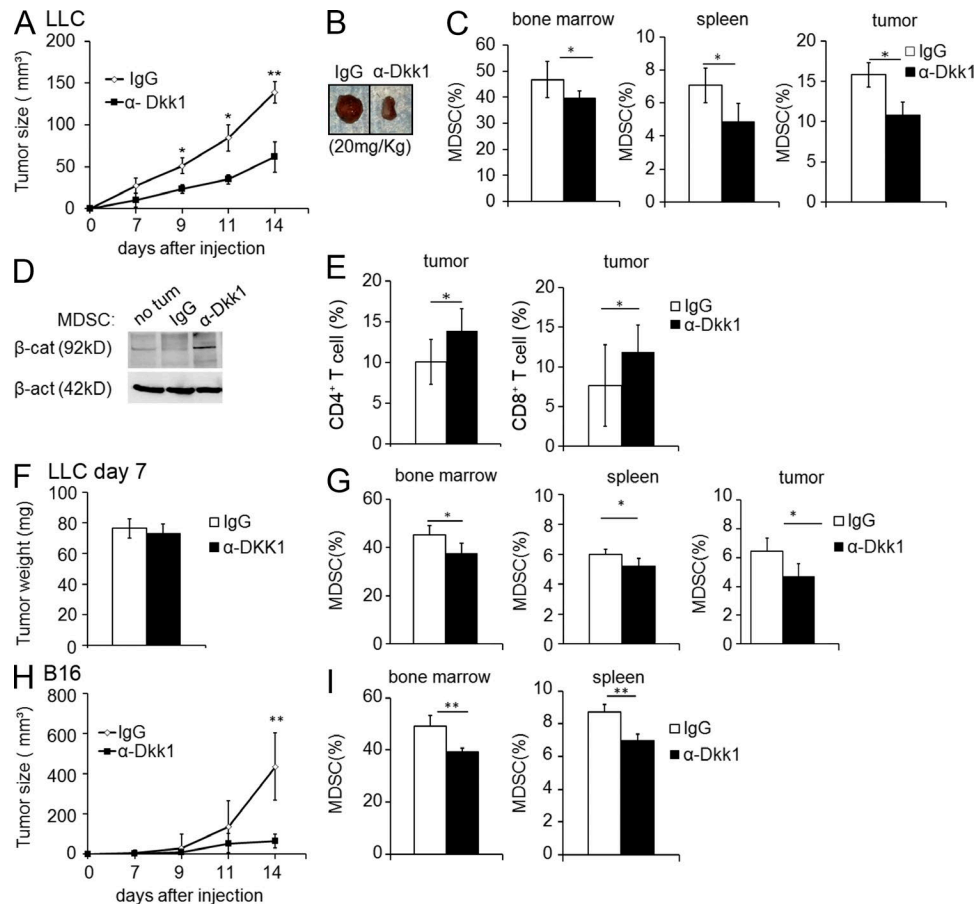 A LLC
Tumor size ( mm³)
200
150
100
50
0
IgG
α- Dkk1
*
*
**
0 7 9 11 14
days after injection
B
IgG α-Dkk1
(20mg/Kg)
C
bone marrow
MDSC(%)
60
50
40
30
20
10
0
*
spleen
MDSC(%)
10
8
6
4
2
0
*
tumor
MDSC(%)
20
15
10
5
0
*
IgG
α-Dkk1
D
MDSC: no tum IgG α-Dkk1
β-cat (92kD)
β-act (42kD)
E
tumor
CD4⁺ T cell (%)
20
15
10
5
0
*
tumor
CD8⁺ T cell (%)
20
15
10
5
0
*
IgG
α-Dkk1
F LLC day 7
Tumor weight (mg)
100
80
60
40
20
0
IgG
α-DKK1
G
bone marrow
MDSC(%)
60
40
20
0
*
spleen
MDSC(%)
10
8
6
4
2
0
*
tumor
MDSC(%)
10
8
6
4
2
0
*
IgG
α-Dkk1
H B16
Tumor size ( mm³)
800
600
400
200
0
IgG
α-Dkk1
**
0 7 9 11 14
days after injection
I
bone marrow
MDSC(%)
60
40
20
0
**
spleen
MDSC(%)
10
8
6
4
2
0
**
IgG
α-Dkk1